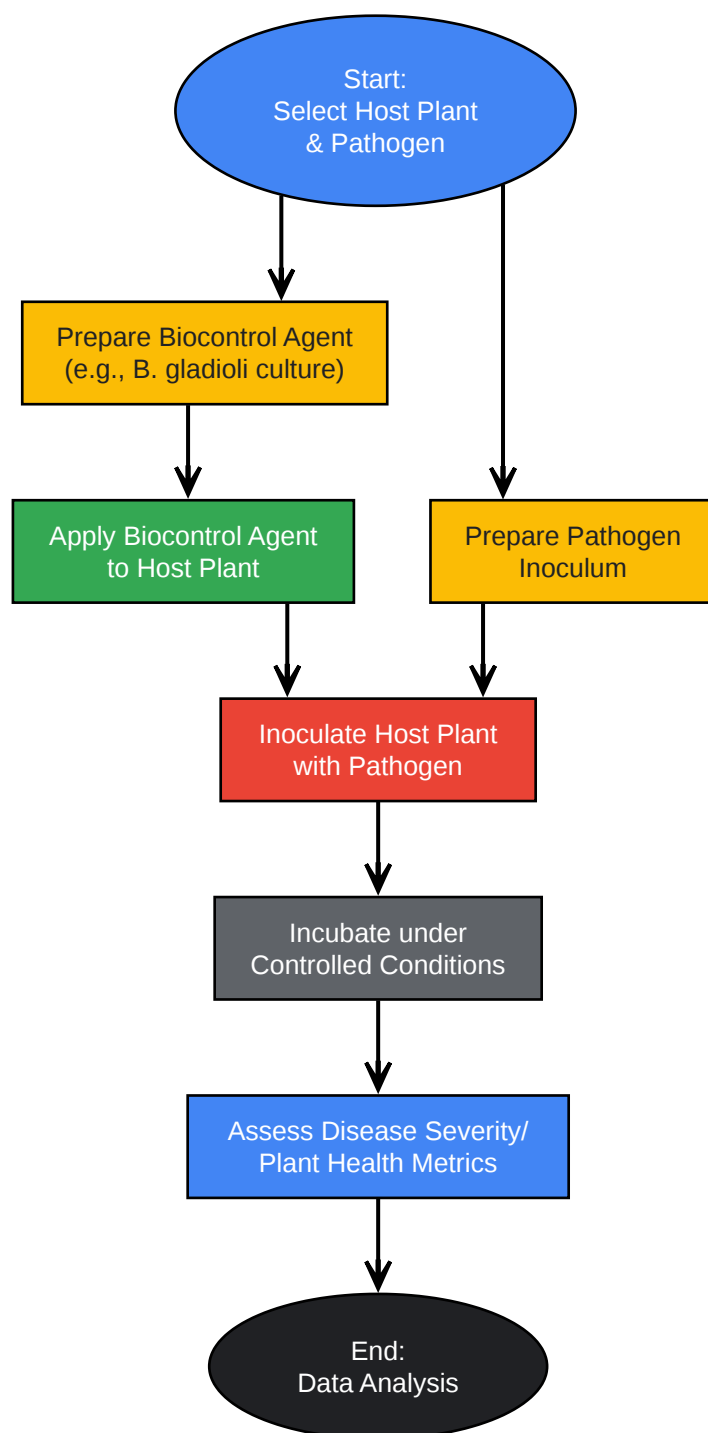 Start:
Select Host Plant
& Pathogen
Prepare Biocontrol Agent
(e.g., B. gladioli culture)
Apply Biocontrol Agent
to Host Plant
Prepare Pathogen
Inoculum
Inoculate Host Plant
with Pathogen
Incubate under
Controlled Conditions
Assess Disease Severity/
Plant Health Metrics
End:
Data Analysis